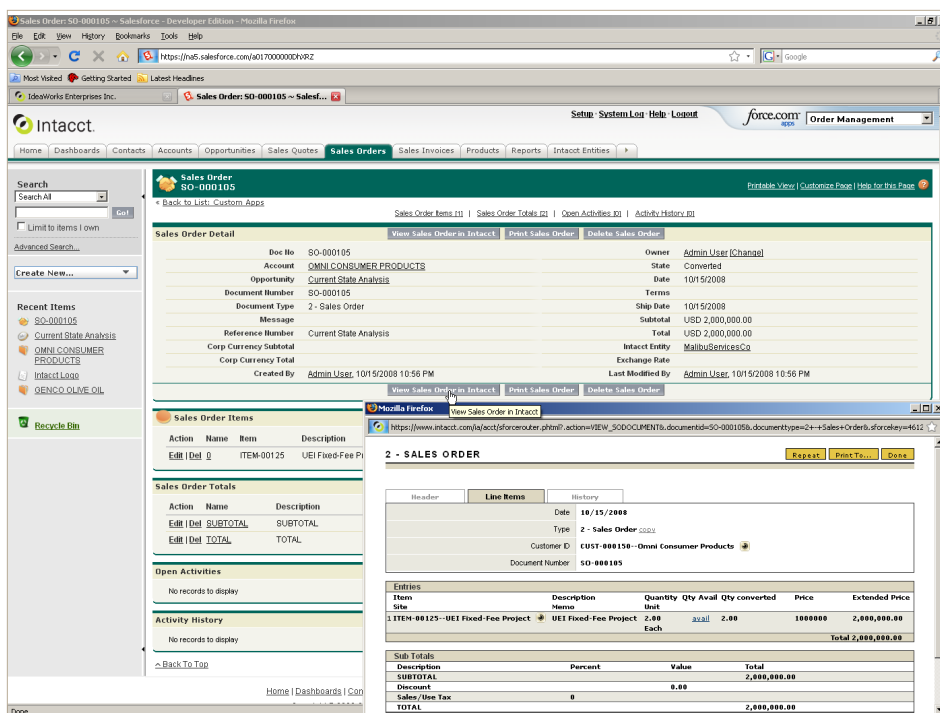 Sales Order: SO-000105 ~ Salesforce - Developer Edition - Mozilla Firefox
File Edit View History Bookmarks Tools Help
https://na5.salesforce.com/a017000000DhXRZ
Google
Most Visited Getting Started Latest Headlines
IdeaWorks Enterprises Inc. Sales Order: SO-000105 ~ Salesf...
Intacct.
Setup · System Log · Help · Logout
force.com apps Order Management
Home Dashboards Contacts Accounts Opportunities Sales Quotes Sales Orders Sales Invoices Products Reports Intacct Entities
Search
Search All
Go!
Limit to items I own
Advanced Search...
Create New...
Recent Items
SO-000105
Current State Analysis
OMNI CONSUMER
PRODUCTS
Intacct Logo
GENCO OLIVE OIL
Recycle Bin
Sales Order
SO-000105
Printable View | Customize Page | Help for this Page
« Back to List: Custom Apps
Sales Order Items [1] | Sales Order Totals [2] | Open Activities [0] | Activity History [0]
Sales Order Detail View Sales Order in Intacct Print Sales Order Delete Sales Order
Doc No SO-000105 Owner Admin User [Change]
Account OMNI CONSUMER PRODUCTS State Converted
Opportunity Current State Analysis Date 10/15/2008
Document Number SO-000105 Terms
Document Type 2 - Sales Order Ship Date 10/15/2008
Message Subtotal USD 2,000,000.00
Reference Number Current State Analysis Total USD 2,000,000.00
Corp Currency Subtotal Intacct Entity MalibuServicesCo
Corp Currency Total Exchange Rate
Created By Admin User, 10/15/2008 10:56 PM Last Modified By Admin User, 10/15/2008 10:56 PM
View Sales Order in Intacct Print Sales Order Delete Sales Order
View Sales Order in Intacct
Sales Order Items
Action Name Item Description
Edit | Del 0 ITEM-00125 UEI Fixed-Fee P
Sales Order Totals
Action Name Description
Edit | Del SUBTOTAL SUBTOTAL
Edit | Del TOTAL TOTAL
Open Activities
No records to display
Activity History
No records to display
^ Back To Top
Home | Dashboards | Con
Done
Mozilla Firefox
https://www.intacct.com/ia/acct/sforcerouter.phtml?.action=VIEW_SODOCUMENT&.documentid=SO-000105&.documenttype=2+-+Sales+Order&.sforcekey=4612
2 - SALES ORDER
Repeat Print To... Done
Header Line Items History
Date 10/15/2008
Type 2 - Sales Order copy
Customer ID CUST-000150--Omni Consumer Products
Document Number SO-000105
Entries
Item Description Quantity Qty Avail Qty converted Price Extended Price
Site Memo Unit
1 ITEM-00125--UEI Fixed-Fee Project UEI Fixed-Fee Project 2.00 avail 2.00 1000000 2,000,000.00
Each
Total 2,000,000.00
Sub Totals
Description Percent Value Total
SUBTOTAL 2,000,000.00
Discount 0.00
Sales/Use Tax 0
TOTAL 2,000,000.00